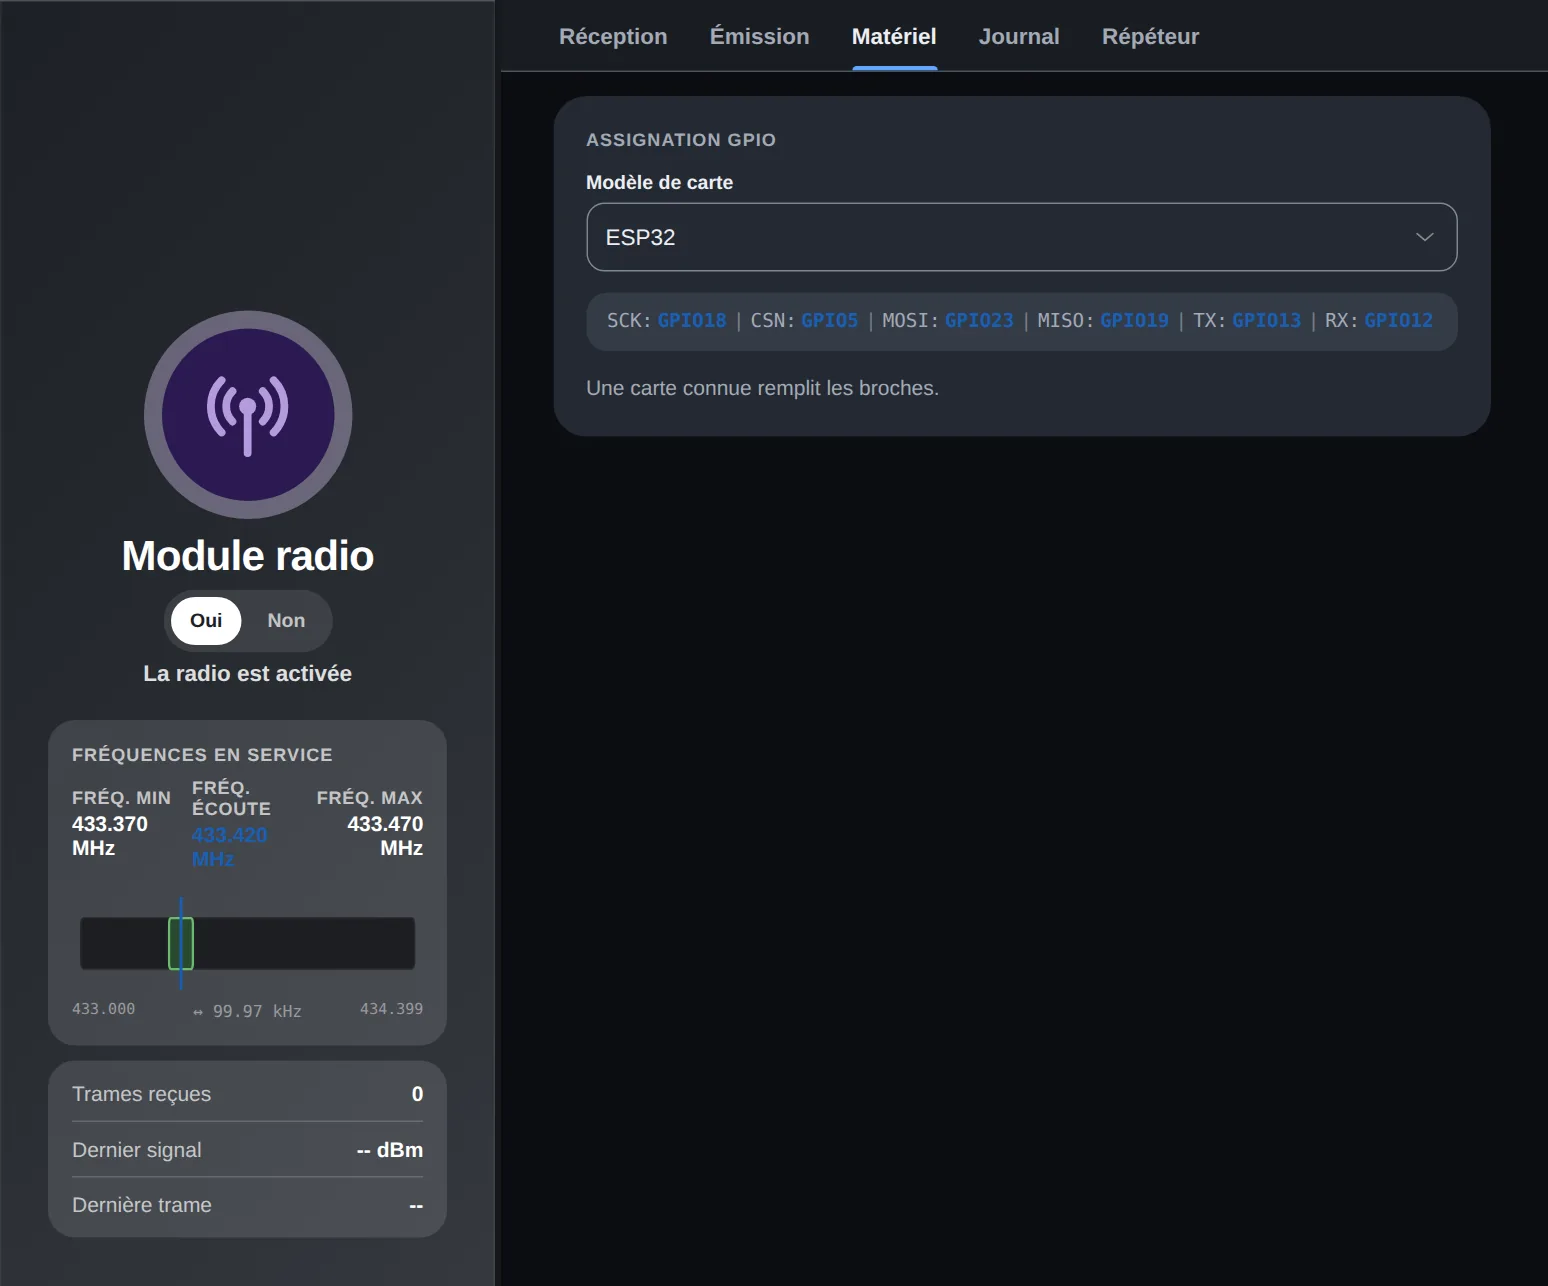 Réception Émission Matériel Journal Répéteur
ASSIGNATION GPIO
Modèle de carte
ESP32
SCK: GPIO18 | CSN: GPIO5 | MOSI: GPIO23 | MISO: GPIO19 | TX: GPIO13 | RX: GPIO12
Une carte connue remplit les broches.
Module radio
Oui Non
La radio est activée
FRÉQUENCES EN SERVICE
FRÉQ. MIN
433.370
MHz
FRÉQ.
ÉCOUTE
433.420
MHz
FRÉQ. MAX
433.470
MHz
433.000 ↔ 99.97 kHz 434.399
Trames reçues 0
Dernier signal -- dBm
Dernière trame --